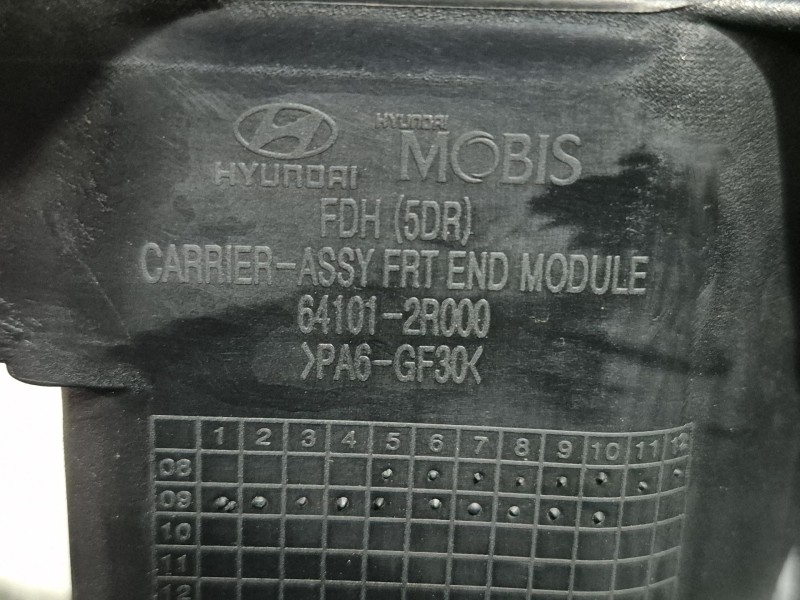 HYUNDAI
HYUNDAI
MOBIS
FDH (5DR)
CARRIER-ASSY FRT END MODULE
64101-2R000
>PA6-GF30<
1 2 3 4 5 6 7 8 9 10 11 12
08
09
10
11
12